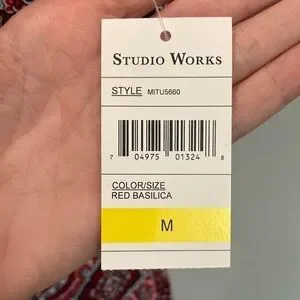 STUDIO WORKS
STYLE MITU5660
7 04975 01324 8
COLOR/SIZE
RED BASILICA
M